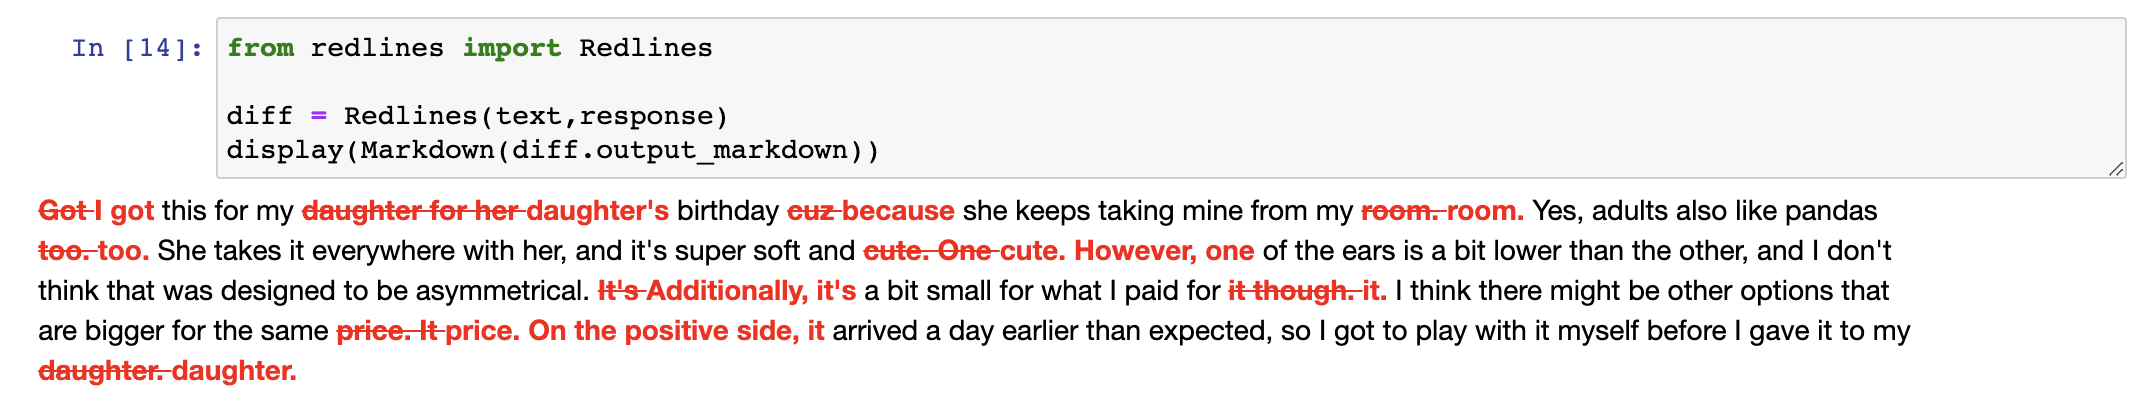 In [14]: from redlines import Redlines
diff = Redlines(text,response)
display(Markdown(diff.output_markdown))
Got I got this for my daughter for her daughter's birthday cuz because she keeps taking mine from my room. room. Yes, adults also like pandas
too. too. She takes it everywhere with her, and it's super soft and cute. One cute. However, one of the ears is a bit lower than the other, and I don't
think that was designed to be asymmetrical. It's Additionally, it's a bit small for what I paid for it though. it. I think there might be other options that
are bigger for the same price. It price. On the positive side, it arrived a day earlier than expected, so I got to play with it myself before I gave it to my
daughter. daughter.